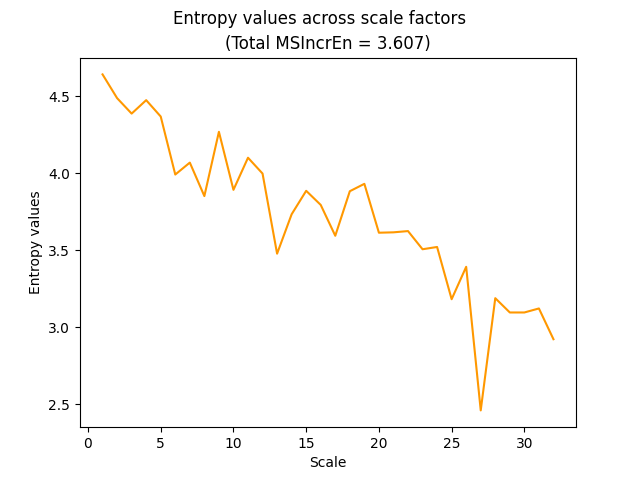 Entropy values across scale factors
(Total MSIncrEn = 3.607)
4.5
4.0
3.5
3.0
2.5
Entropy values
0 5 10 15 20 25 30
Scale